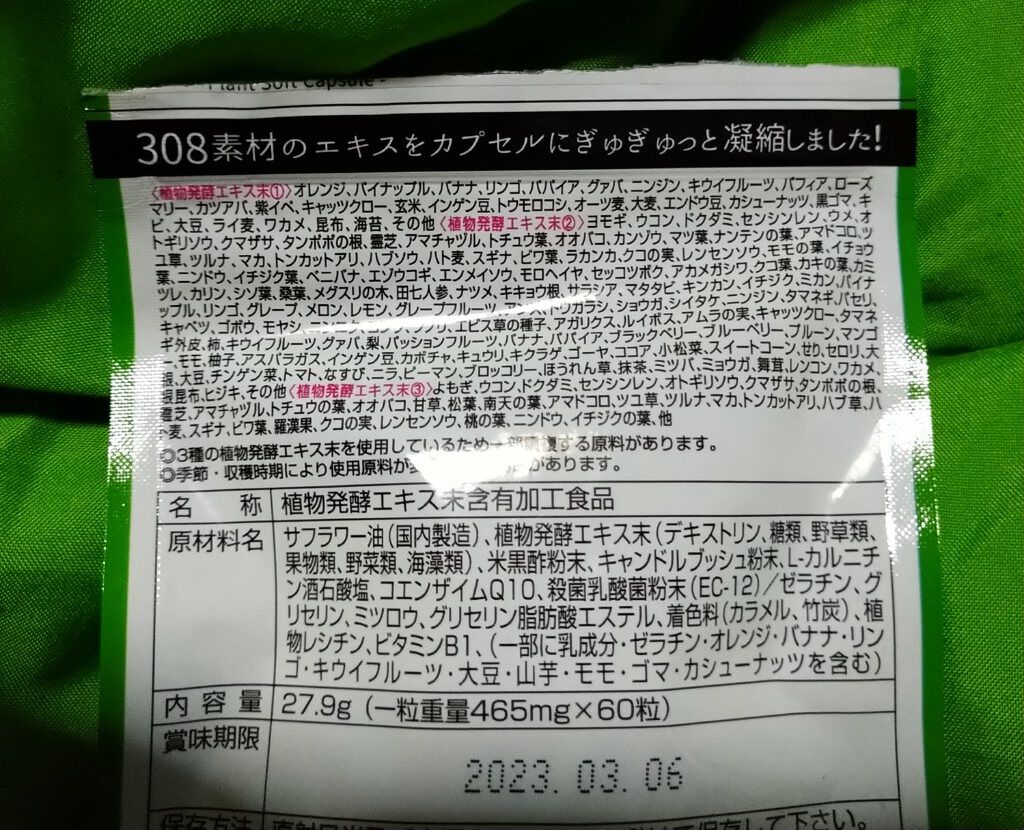 Plant Soft Capsule -
308素材のエキスをカプセルにぎゅぎゅっと凝縮しました!
〈植物発酵エキス末①〉オレンジ、パイナップル、バナナ、リンゴ、パパイア、グァバ、ニンジン、キウイフルーツ、パフィア、ローズ
マリー、カツアバ、紫イペ、キャッツクロー、玄米、インゲン豆、トウモロコシ、オーツ麦、大麦、エンドウ豆、カシューナッツ、黒ゴマ、キ
ビ、大豆、ライ麦、ワカメ、昆布、海苔、その他〈植物発酵エキス末②〉ヨモギ、ウコン、ドクダミ、センシンレン、ウメ、オ
トギリソウ、クマザサ、タンポポの根、霊芝、アマチャヅル、トチュウ葉、オオバコ、カンゾウ、マツ葉、ナンテンの葉、アマドコロ、ツ
ユ草、ツルナ、マカ、トンカットアリ、ハブソウ、ハト麦、スギナ、ビワ葉、ラカンカ、クコの実、レンセンソウ、モモの葉、イチョウ
葉、ニンドウ、イチジク葉、ベニバナ、エゾウコギ、エンメイソウ、モロヘイヤ、セッコツボク、アカメガシワ、クコ葉、カキの葉、カミ
ツレ、カリン、シソ葉、桑葉、メグスリの木、田七人参、ナツメ、キキョウ根、サラシア、マタタビ、キンカン、イチジク、ミカン、パイナ
ップル、リンゴ、グレープ、メロン、レモン、グレープフルーツ、トウガラシ、ショウガ、シイタケ、ニンジン、タマネギ、パセリ、
キャベツ、ゴボウ、モヤシ、ニンニク、エビス草の種子、アガリクス、ルイボス、アムラの実、キャッツクロー、タマネ
ギ外皮、柿、キウイフルーツ、グァバ、梨、パッションフルーツ、バナナ、パパイア、ブラックベリー、ブルーベリー、プルーン、マンゴ
ー、モモ、柚子、アスパラガス、インゲン豆、カボチャ、キュウリ、キクラゲ、ゴーヤ、ココア、小松菜、スイートコーン、せり、セロリ、大
根、大豆、チンゲン菜、トマト、なすび、ニラ、ピーマン、ブロッコリー、ほうれん草、抹茶、ミツバ、ミョウガ、舞茸、レンコン、ワカメ、
根昆布、ヒジキ、その他〈植物発酵エキス末③〉よもぎ、ウコン、ドクダミ、センシンレン、オトギリソウ、クマザサ、タンポポの根、
霊芝、アマチャヅル、トチュウの葉、オオバコ、甘草、松葉、南天の葉、アマドコロ、ツユ草、ツルナ、マカ、トンカットアリ、ハブ草、ハ
ト麦、スギナ、ビワ葉、羅漢果、クコの実、レンセンソウ、桃の葉、ニンドウ、イチジクの葉、他
◎3種の植物発酵エキス末を使用しているため一部重複する原料があります。
◎季節・収穫時期により使用原料が場合があります。
名 称 植物発酵エキス末含有加工食品
原材料名 サフラワー油(国内製造)、植物発酵エキス末(デキストリン、糖類、野草類、
果物類、野菜類、海藻類)、米黒酢粉末、キャンドルブッシュ粉末、L-カルニチ
ン酒石酸塩、コエンザイムQ10、殺菌乳酸菌粉末(EC-12)/ゼラチン、グ
リセリン、ミツロウ、グリセリン脂肪酸エステル、着色料(カラメル、竹炭)、植
物レシチン、ビタミンB1、(一部に乳成分・ゼラチン・オレンジ・バナナ・リン
ゴ・キウイフルーツ・大豆・山芋・モモ・ゴマ・カシューナッツを含む)
内容量 27.9g(一粒重量465mg×60粒)
賞味期限
2023.03.06
保存方法 直射日光 保存して下さい。